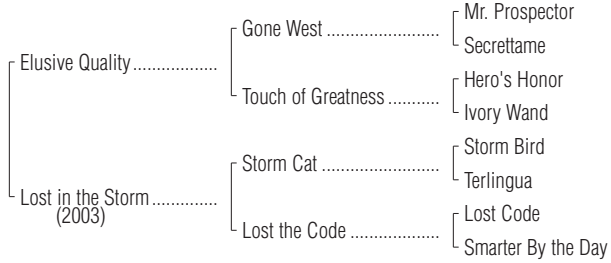 Mr. Prospector
Gone West .....................
Secrettame
Elusive Quality ................
Hero's Honor
Touch of Greatness ..........
Ivory Wand
Storm Bird
Storm Cat ......................
Terlingua
Lost in the Storm .............
(2003)
Lost Code
Lost the Code .................
Smarter By the Day